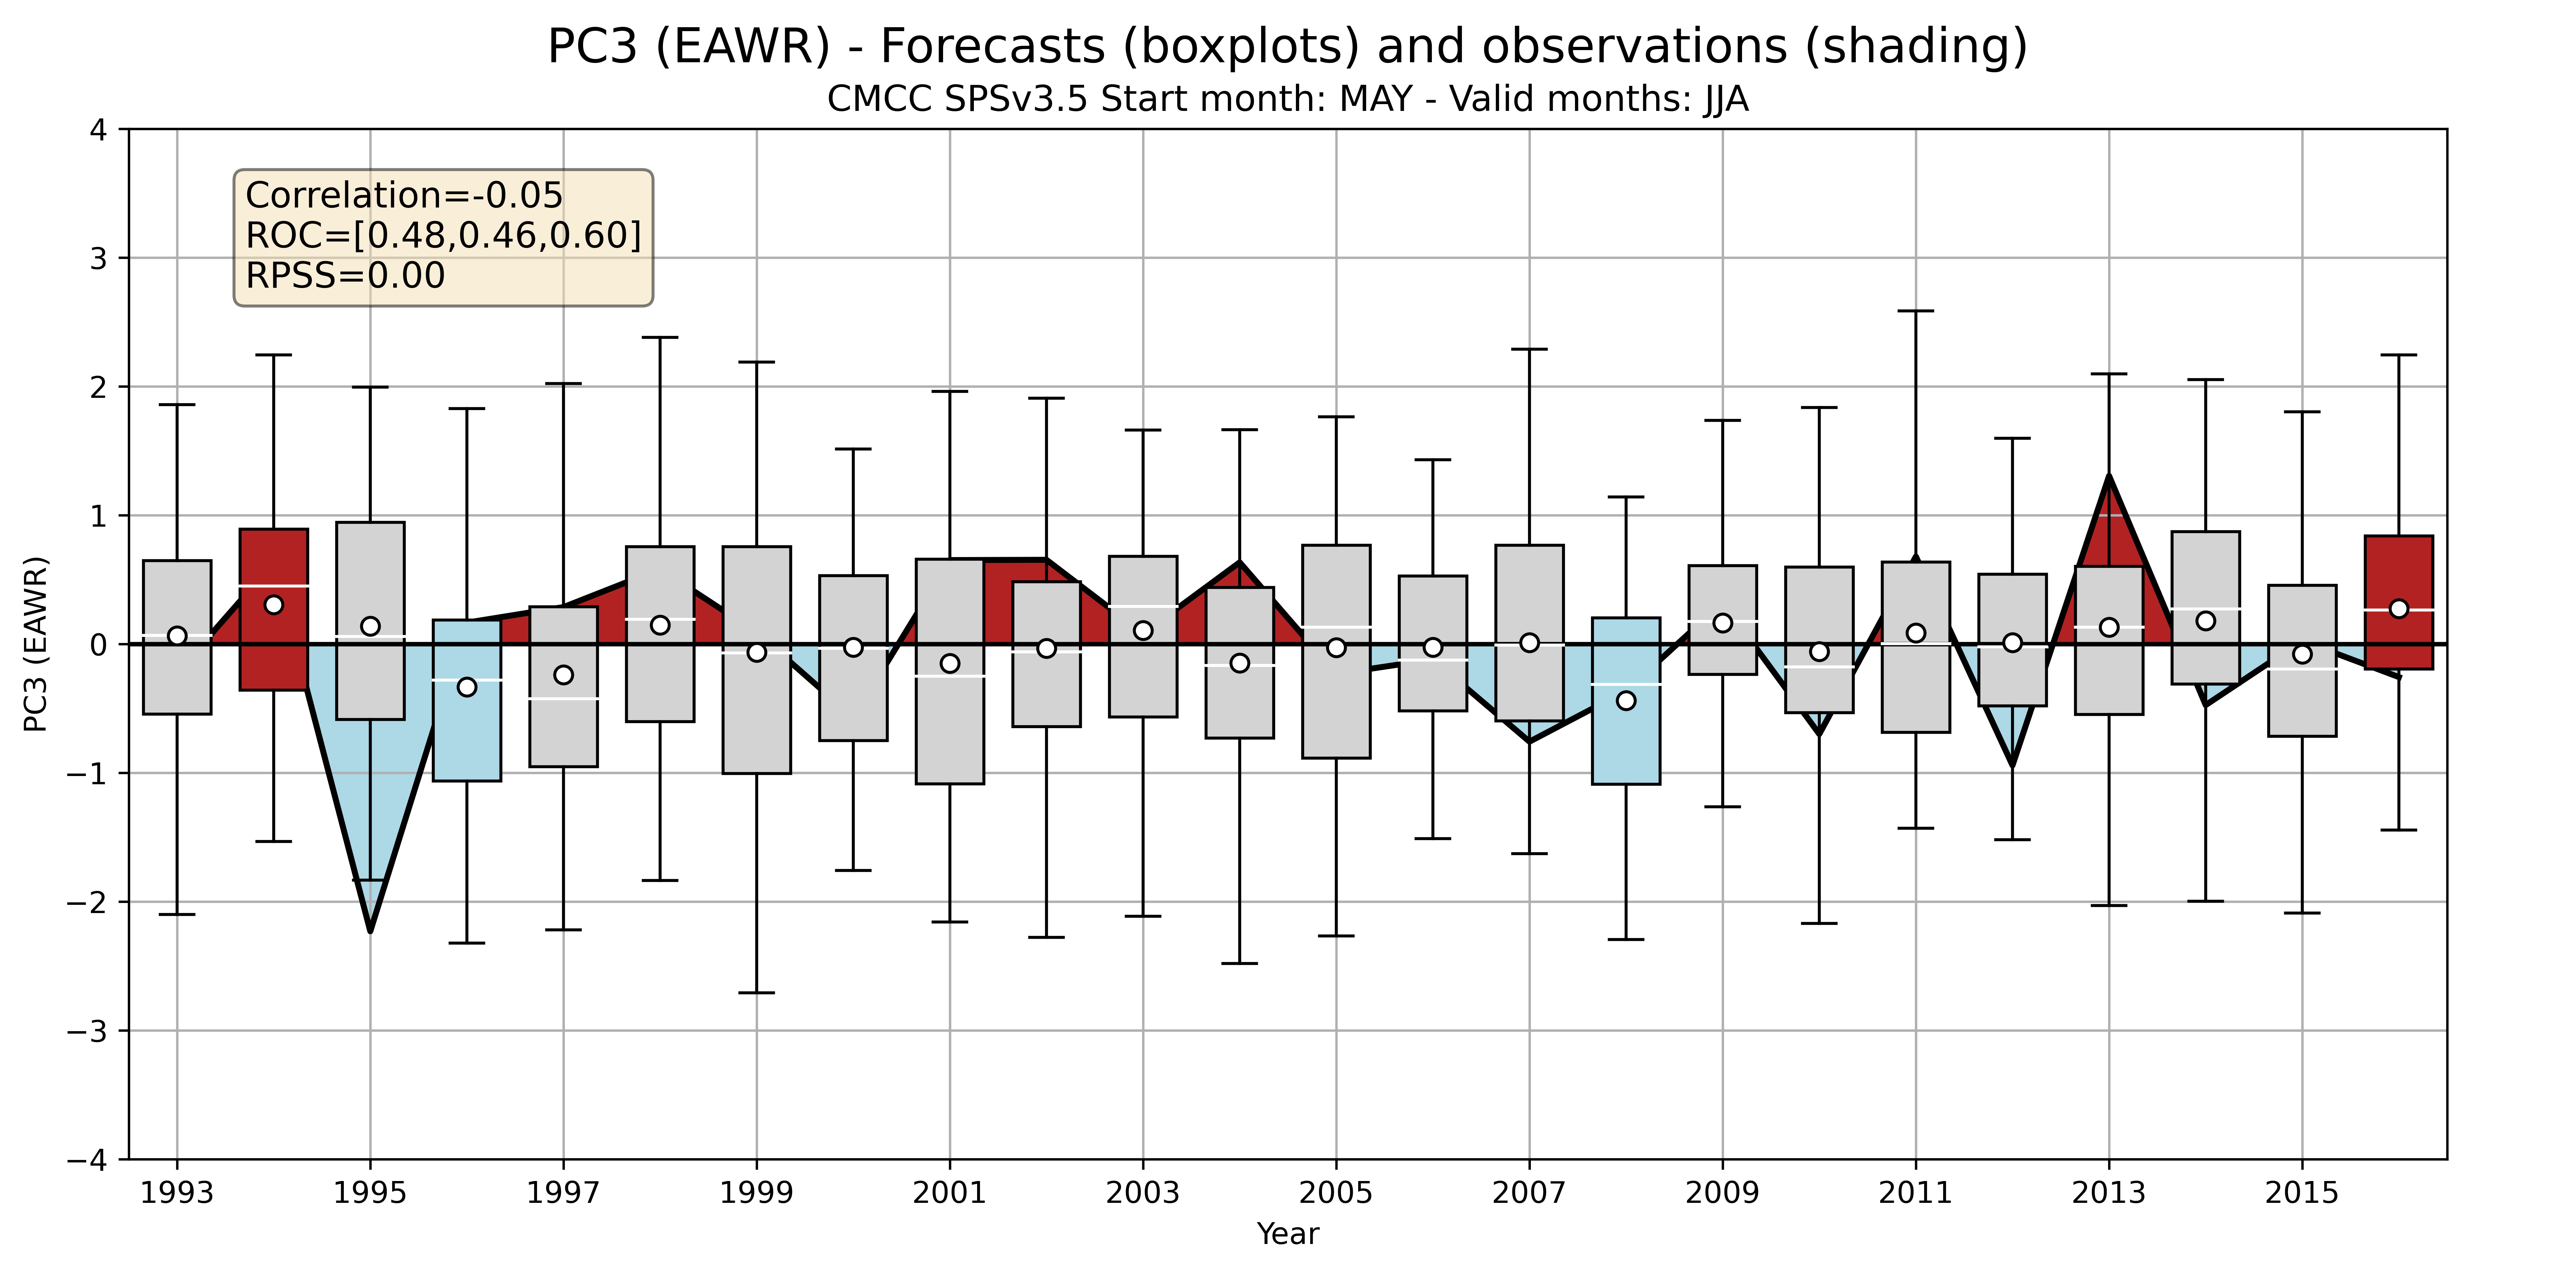 PC3 (EAWR) - Forecasts (boxplots) and observations (shading)
CMCC SPSv3.5 Start month: MAY - Valid months: JJA
Correlation=-0.05
ROC=[0.48,0.46,0.60]
RPSS=0.00
PC3 (EAWR)
4
3
2
1
0
−1
−2
−3
−4
1993 1995 1997 1999 2001 2003 2005 2007 2009 2011 2013 2015
Year